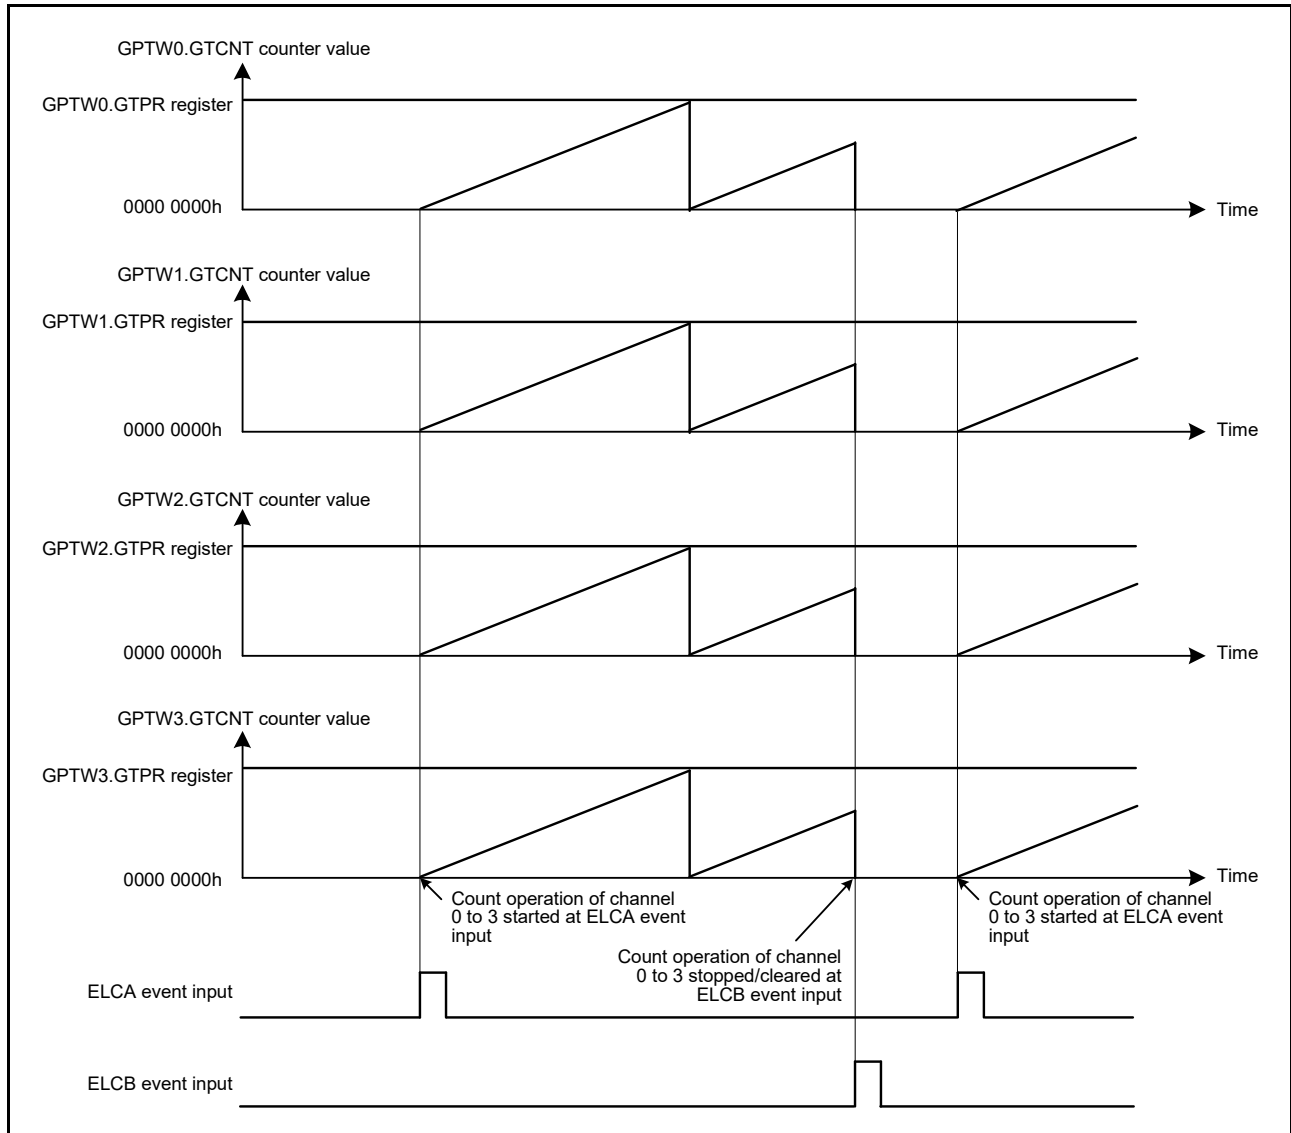 GPTW0.GTCNT counter value
GPTW0.GTPR register
0000 0000h
Time
GPTW1.GTCNT counter value
GPTW1.GTPR register
0000 0000h
Time
GPTW2.GTCNT counter value
GPTW2.GTPR register
0000 0000h
Time
GPTW3.GTCNT counter value
GPTW3.GTPR register
0000 0000h
Time
Count operation of channel
0 to 3 started at ELCA event
input
Count operation of channel
0 to 3 stopped/cleared at
ELCB event input
Count operation of channel
0 to 3 started at ELCA event
input
ELCA event input
ELCB event input